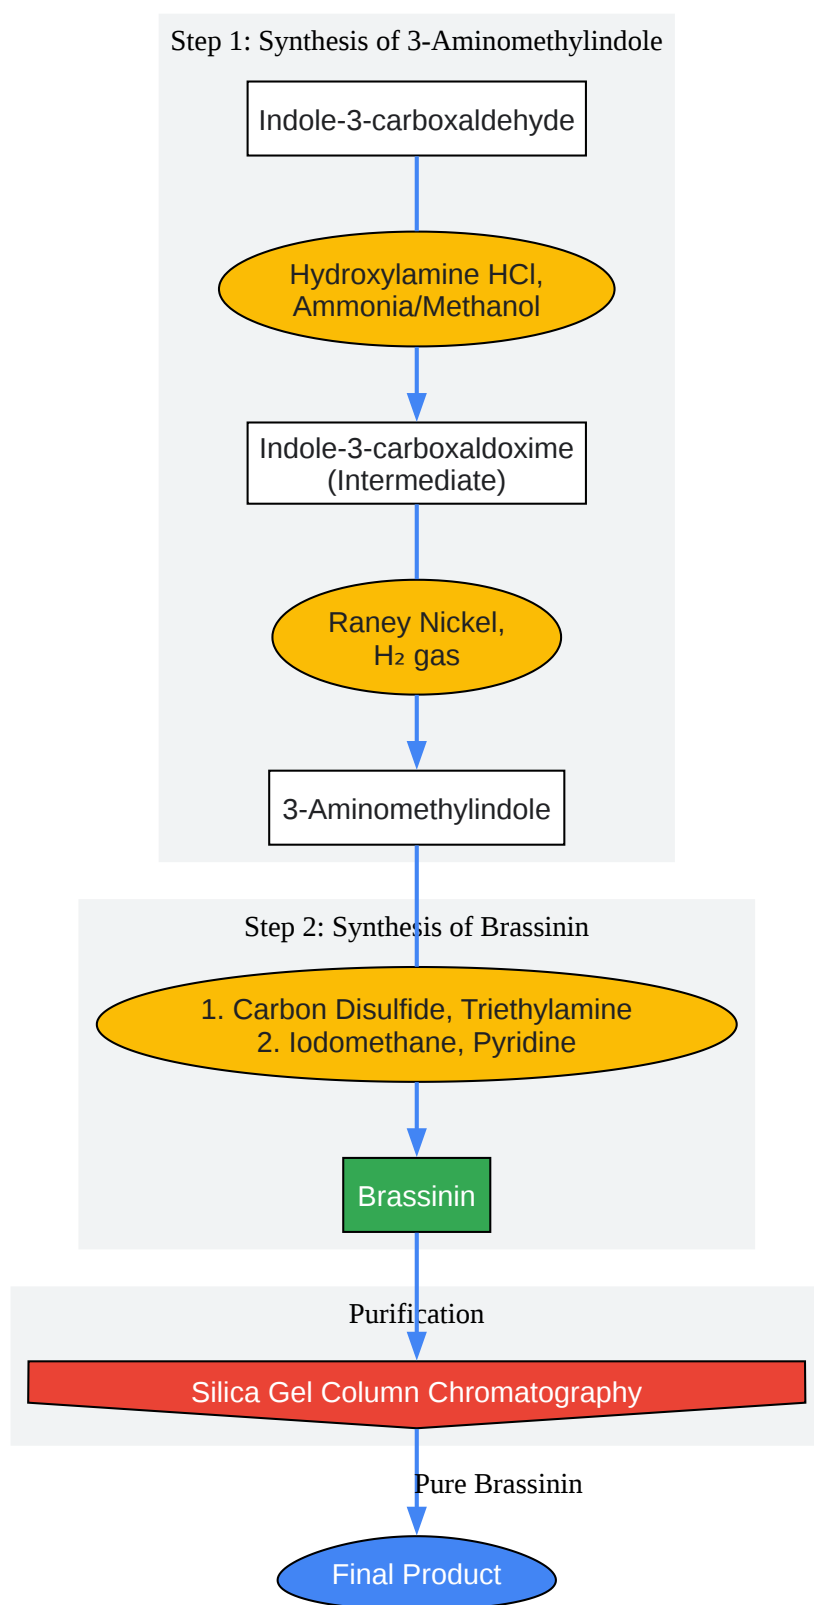 Step 1: Synthesis of 3-Aminomethylindole
Indole-3-carboxaldehyde
Hydroxylamine HCl,
Ammonia/Methanol
Indole-3-carboxaldoxime
(Intermediate)
Raney Nickel,
H₂ gas
3-Aminomethylindole
Step 2: Synthesis of Brassinin
1. Carbon Disulfide, Triethylamine
2. Iodomethane, Pyridine
Brassinin
Purification
Silica Gel Column Chromatography
Pure Brassinin
Final Product